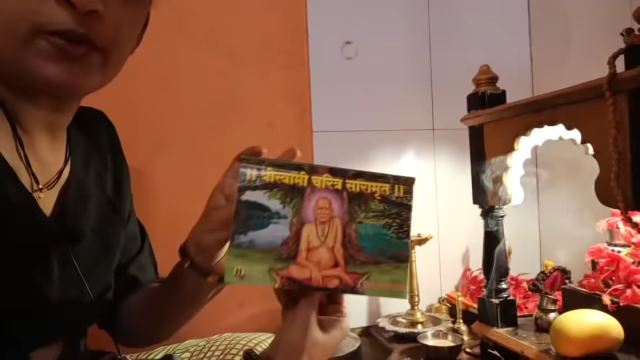 ॥ श्रीस्वामी चरित्र सारामृत ॥